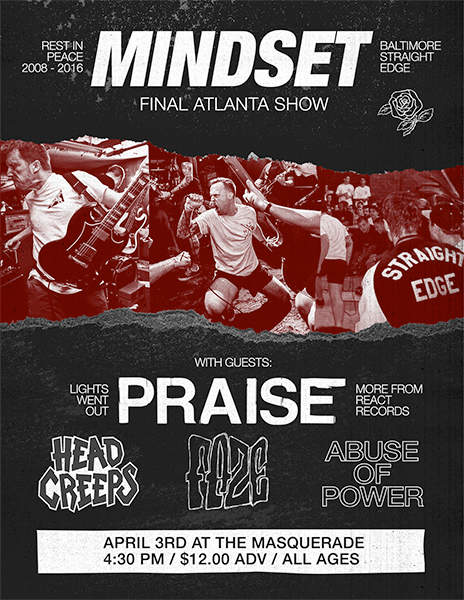 REST IN
PEACE
2008 - 2016
MINDSET
BALTIMORE
STRAIGHT
EDGE
FINAL ATLANTA SHOW
STRAIGHT
EDGE
WITH GUESTS:
LIGHTS
WENT
OUT
PRAISE
MORE FROM
REACT
RECORDS
HEAD
CREEPS
FOZE
ABUSE
OF
POWER
APRIL 3RD AT THE MASQUERADE
4:30 PM / $12.00 ADV / ALL AGES